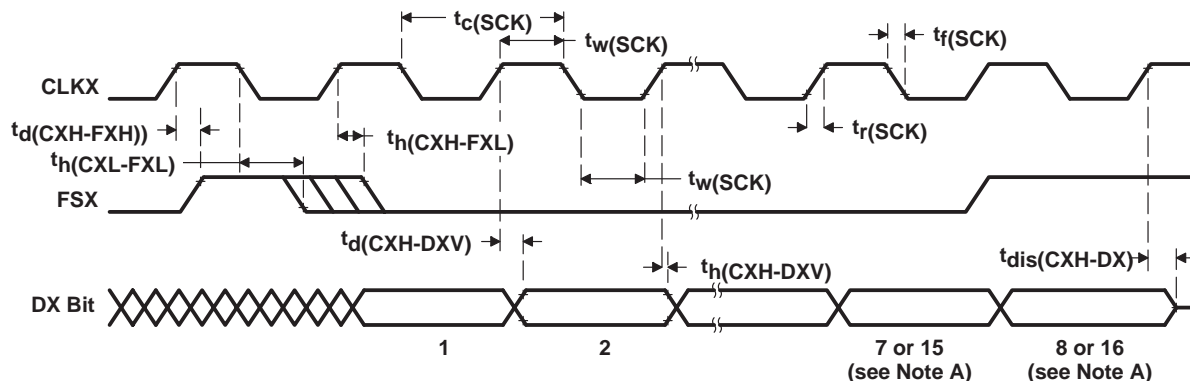 tc(SCK)
tw(SCK)
tf(SCK)
CLKX
td(CXH-FXH))
th(CXH-FXL)
tr(SCK)
th(CXL-FXL)
tw(SCK)
FSX
td(CXH-DXV)
th(CXH-DXV)
tdis(CXH-DX)
DX Bit
1
2
7 or 15
(see Note A)
8 or 16
(see Note A)